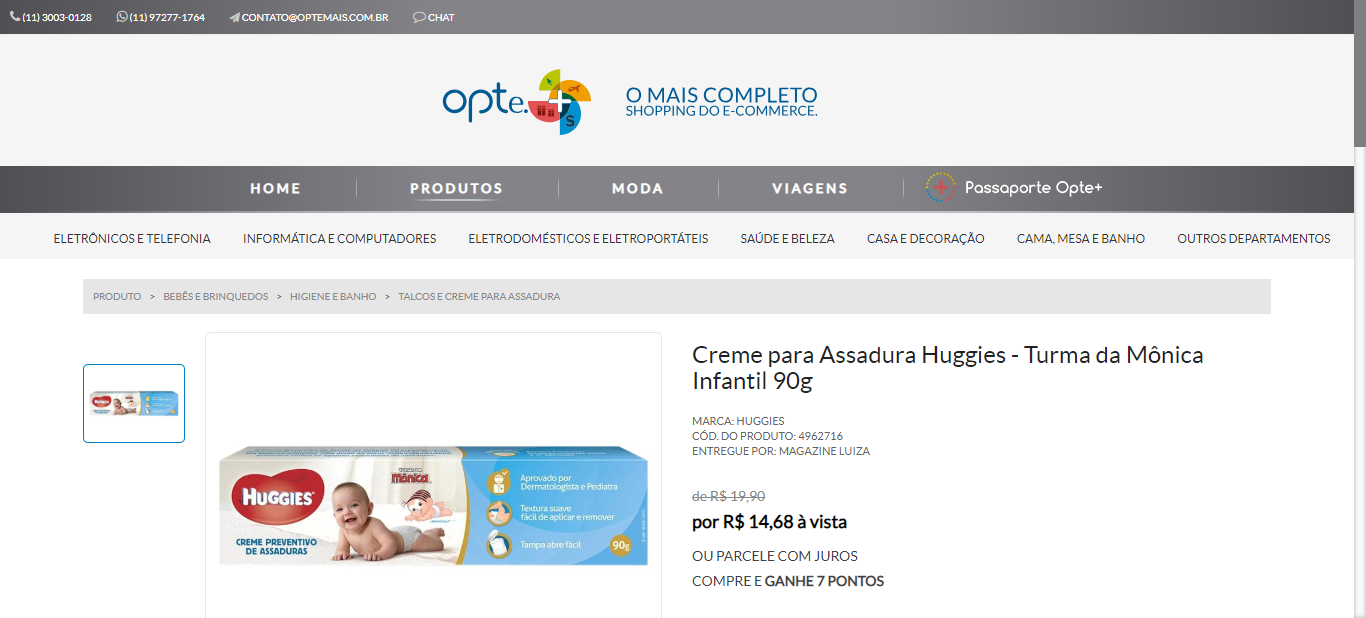 (11) 3003-0128 (11) 97277-1764 CONTATO@OPTEMAIS.COM.BR CHAT
opte.+
S
O MAIS COMPLETO
SHOPPING DO E-COMMERCE.
HOME PRODUTOS MODA VIAGENS Passaporte Opte+
ELETRÔNICOS E TELEFONIA INFORMÁTICA E COMPUTADORES ELETRODOMÉSTICOS E ELETROPORTÁTEIS SAÚDE E BELEZA CASA E DECORAÇÃO CAMA, MESA E BANHO OUTROS DEPARTAMENTOS
PRODUTO > BEBÊS E BRINQUEDOS > HIGIENE E BANHO > TALCOS E CREME PARA ASSADURA
HUGGIES
Mônica
CREME PREVENTIVO
DE ASSADURAS
Aprovado por
Dermatologista e Pediatra
Textura suave
fácil de aplicar e remover
Tampa abre fácil
90g
Creme para Assadura Huggies - Turma da Mônica
Infantil 90g
MARCA: HUGGIES
CÓD. DO PRODUTO: 4962716
ENTREGUE POR: MAGAZINE LUIZA
de R$ 19,90
por R$ 14,68 à vista
OU PARCELE COM JUROS
COMPRE E GANHE 7 PONTOS